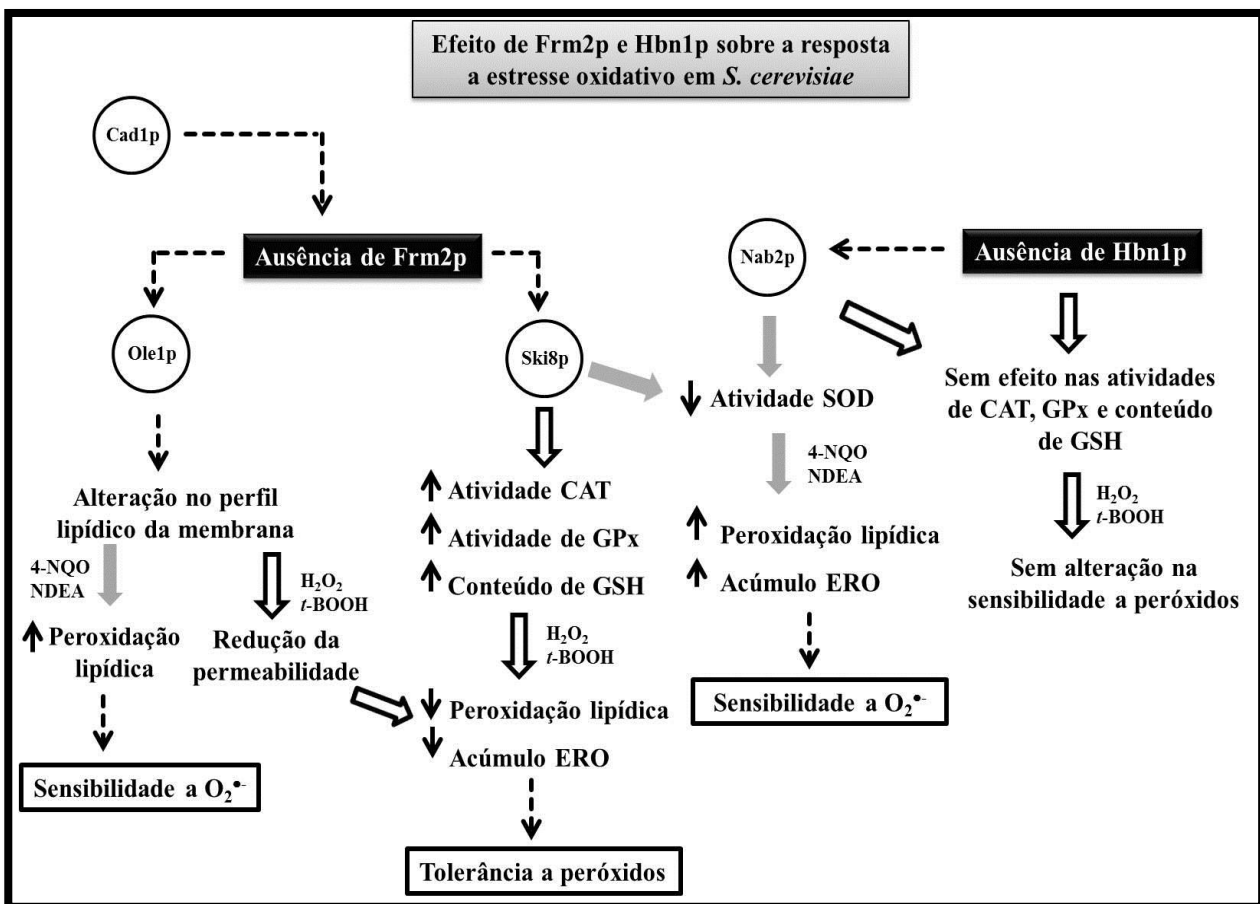 Efeito de Frm2p e Hbn1p sobre a resposta
a estresse oxidativo em S. cerevisiae
Cad1p
Ausência de Frm2p
Nab2p
Ausência de Hbn1p
Ole1p
Ski8p
Atividade SOD
Sem efeito nas atividades
de CAT, GPx e conteúdo
de GSH
4-NQO
NDEA
Alteração no perfil
lipídico da membrana
Atividade CAT
Atividade de GPx
Conteúdo de GSH
Peroxidação lipídica
Acúmulo ERO
H₂O₂
t-BOOH
Sem alteração na
sensibilidade a peróxidos
4-NQO
NDEA
H₂O₂
t-BOOH
Peroxidação
lipídica
Redução da
permeabilidade
H₂O₂
t-BOOH
Peroxidação lipídica
Acúmulo ERO
Sensibilidade a O₂•-
Sensibilidade a O₂•-
Tolerância a peróxidos